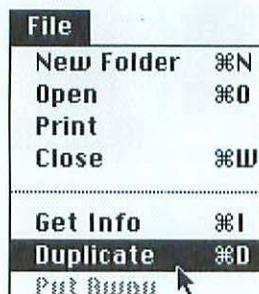 File
New Folder ⌘N
Open ⌘O
Print
Close ⌘W
Get Info ⌘I
Duplicate ⌘D
Put Away